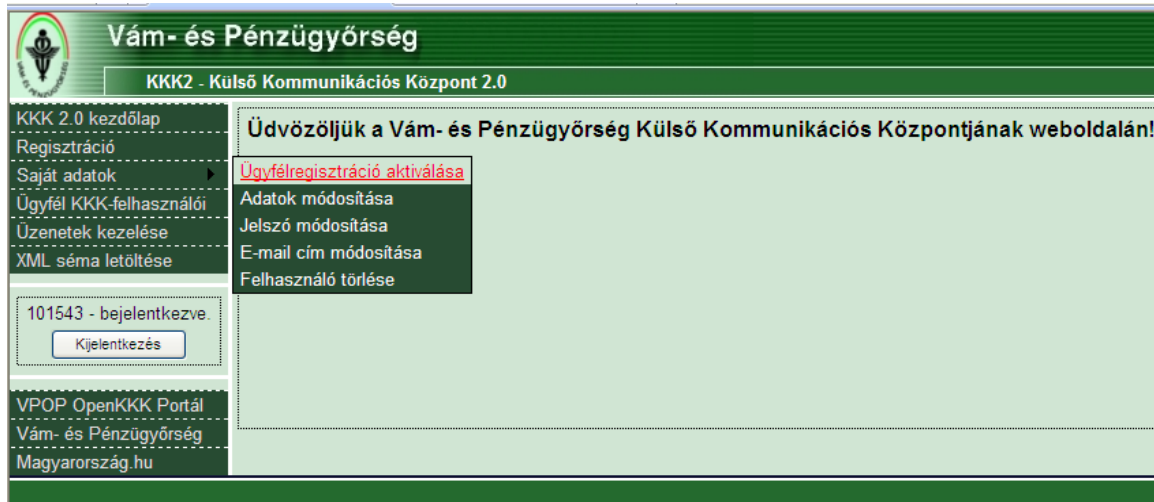 Vám- és Pénzügyőrség
KKK2 - Külső Kommunikációs Központ 2.0
KKK 2.0 kezdőlap
Regisztráció
Saját adatok
Ügyfél KKK-felhasználói
Üzenetek kezelése
XML séma letöltése
Üdvözöljük a Vám- és Pénzügyőrség Külső Kommunikációs Központjának weboldalán!
Ügyfélregisztráció aktiválása
Adatok módosítása
Jelszó módosítása
E-mail cím módosítása
Felhasználó törlése
101543 - bejelentkezve.
Kijelentkezés
VPOP OpenKKK Portál
Vám- és Pénzügyőrség
Magyarország.hu